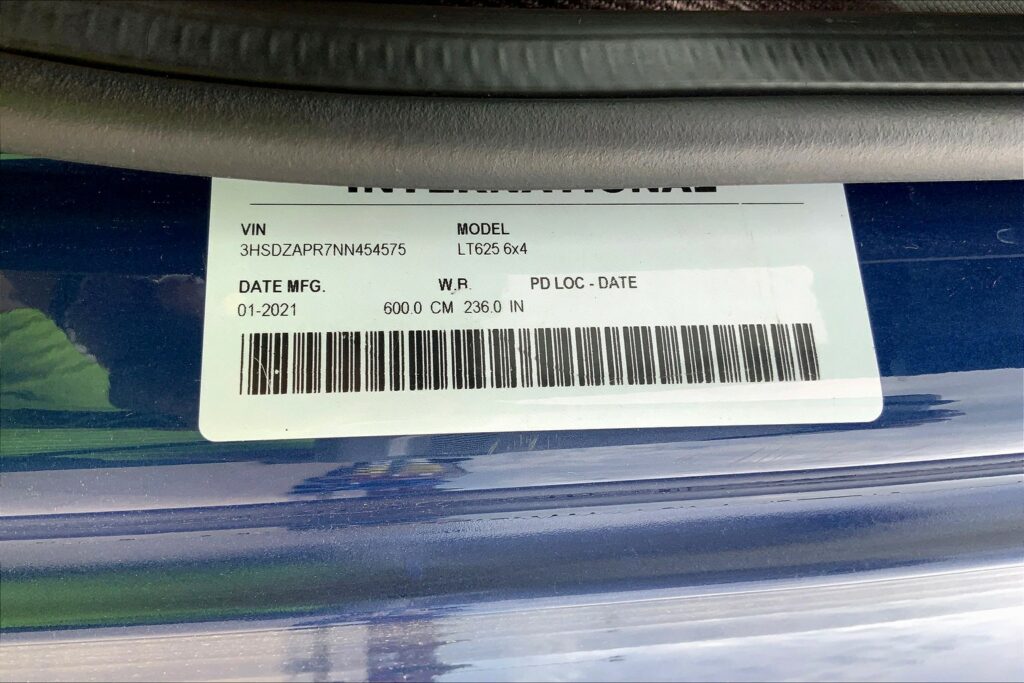 INTERNATIONAL
VIN MODEL
3HSDZAPR7NN454575 LT625 6x4
DATE MFG. W.B. PD LOC - DATE
01-2021 600.0 CM 236.0 IN